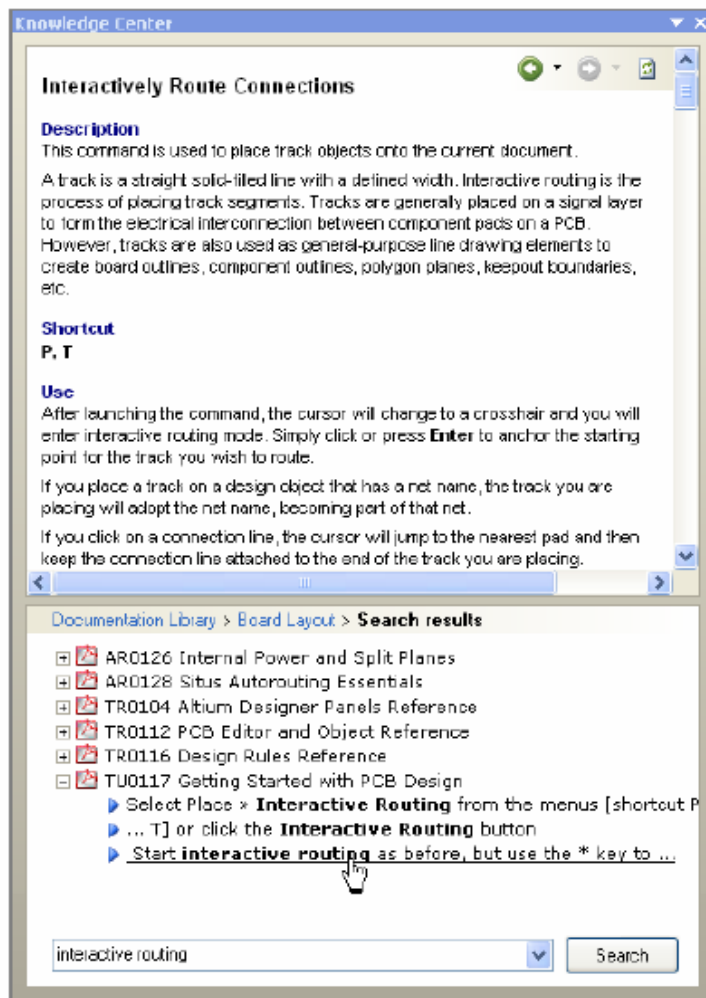 Knowledge Center
Interactively Route Connections
Description
This command is used to place track objects onto the current document.
A track is a straight solid-filled line with a defined width. Interactive routing is the
process of placing track segments. Tracks are generally placed on a signal layer
to form the electrical interconnection between component pads on a PCB.
However, tracks are also used as general-purpose line drawing elements to
create board outlines, component outlines, polygon planes, keepout boundaries,
etc.
Shortcut
P, T
Use
After launching the command, the cursor will change to a crosshair and you will
enter interactive routing mode. Simply click or press Enter to anchor the starting
point for the track you wish to route.
If you place a track on a design object that has a net name, the track you are
placing will adopt the net name, becoming part of that net.
If you click on a connection line, the cursor will jump to the nearest pad and then
keep the connection line attached to the end of the track you are placing.
Documentation Library > Board Layout > Search results
AR0126 Internal Power and Split Planes
AR0128 Situs Autorouting Essentials
TR0104 Altium Designer Panels Reference
TR0112 PCB Editor and Object Reference
TR0116 Design Rules Reference
TU0117 Getting Started with PCB Design
Select Place » Interactive Routing from the menus [shortcut P
... T] or click the Interactive Routing button
Start interactive routing as before, but use the * key to ...
interactive routing
Search